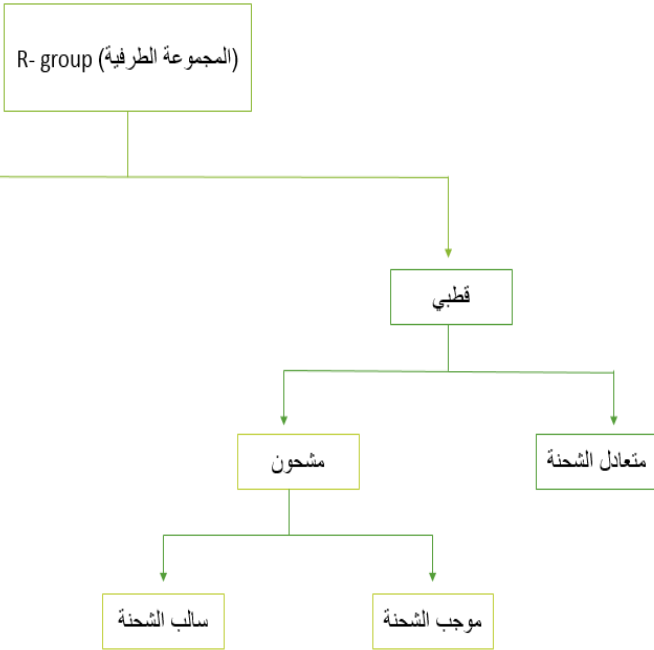 R- group (المجموعة الطرفية)
قطبي
مشحون
متعادل الشحنة
سالب الشحنة
موجب الشحنة